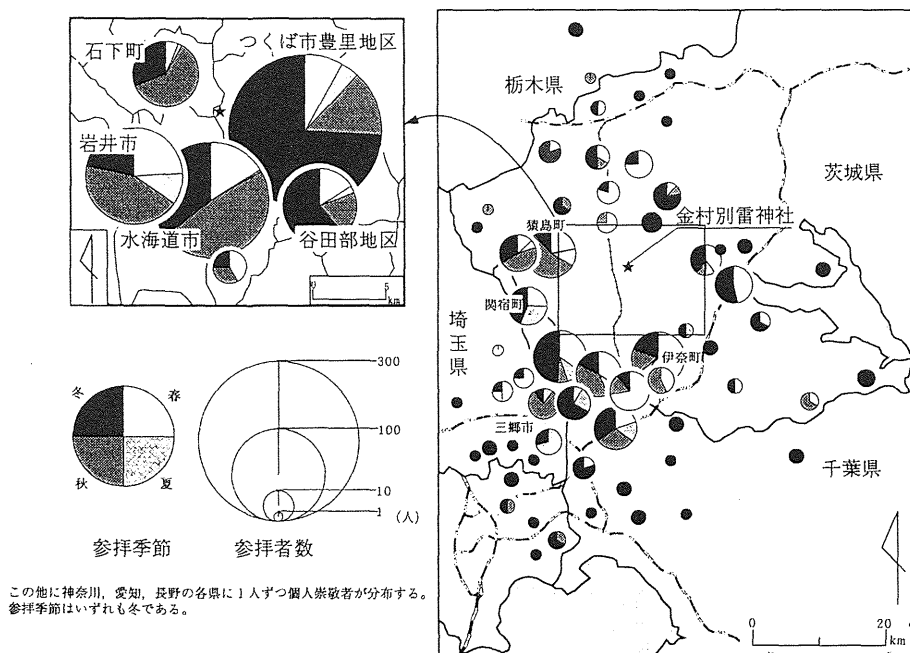 石下町
つくば市豊里地区
岩井市
水海道市
谷田部地区
0 5
km
栃木県
茨城県
金村別雷神社
猿島町
関宿町
埼玉県
伊奈町
三郷市
千葉県
0 20
km
冬 春
秋 夏
参拝季節
300
100
10
1 (人)
参拝者数
この他に神奈川，愛知，長野の各県に1人ずつ個人崇敬者が分布する。
参拝季節はいずれも冬である。